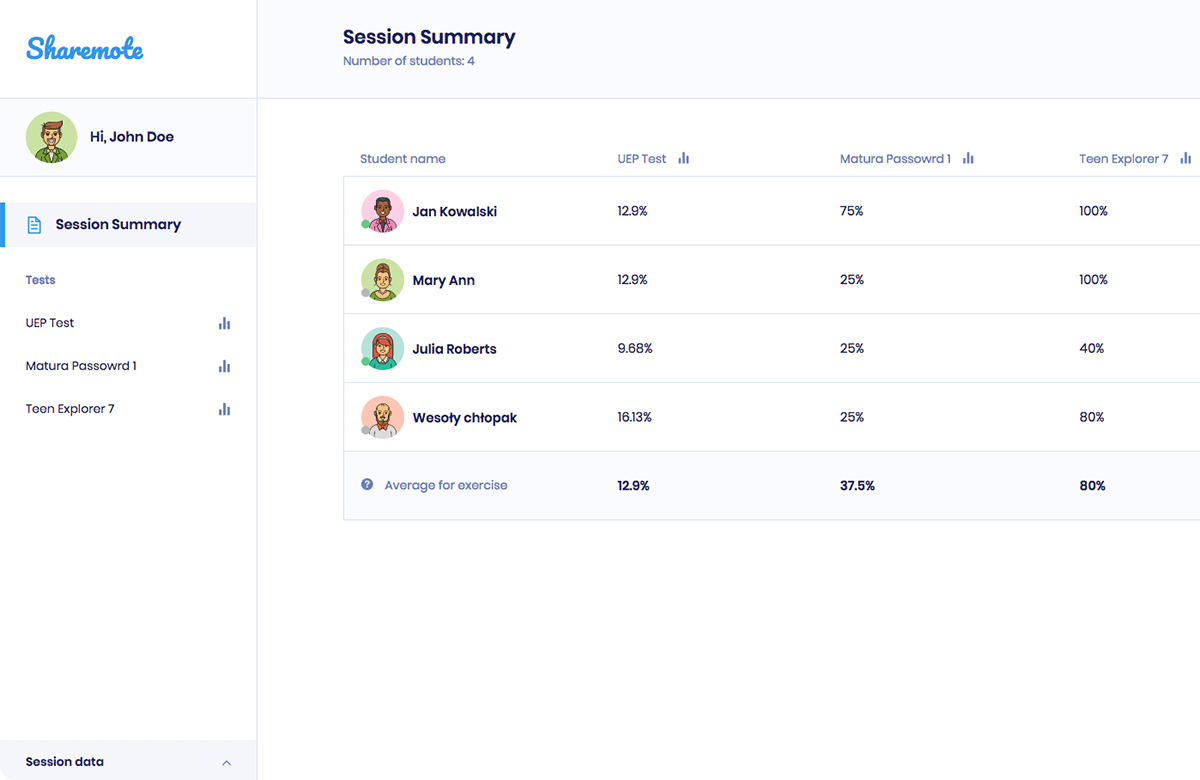 Sharemote
Session Summary
Number of students: 4
Hi, John Doe
Session Summary
Tests
UEP Test
Matura Passowrd 1
Teen Explorer 7
Session data
Student name UEP Test Matura Passowrd 1 Teen Explorer 7
Jan Kowalski 12.9% 75% 100%
Mary Ann 12.9% 25% 100%
Julia Roberts 9.68% 25% 40%
Wesoły chłopak 16.13% 25% 80%
? Average for exercise 12.9% 37.5% 80%